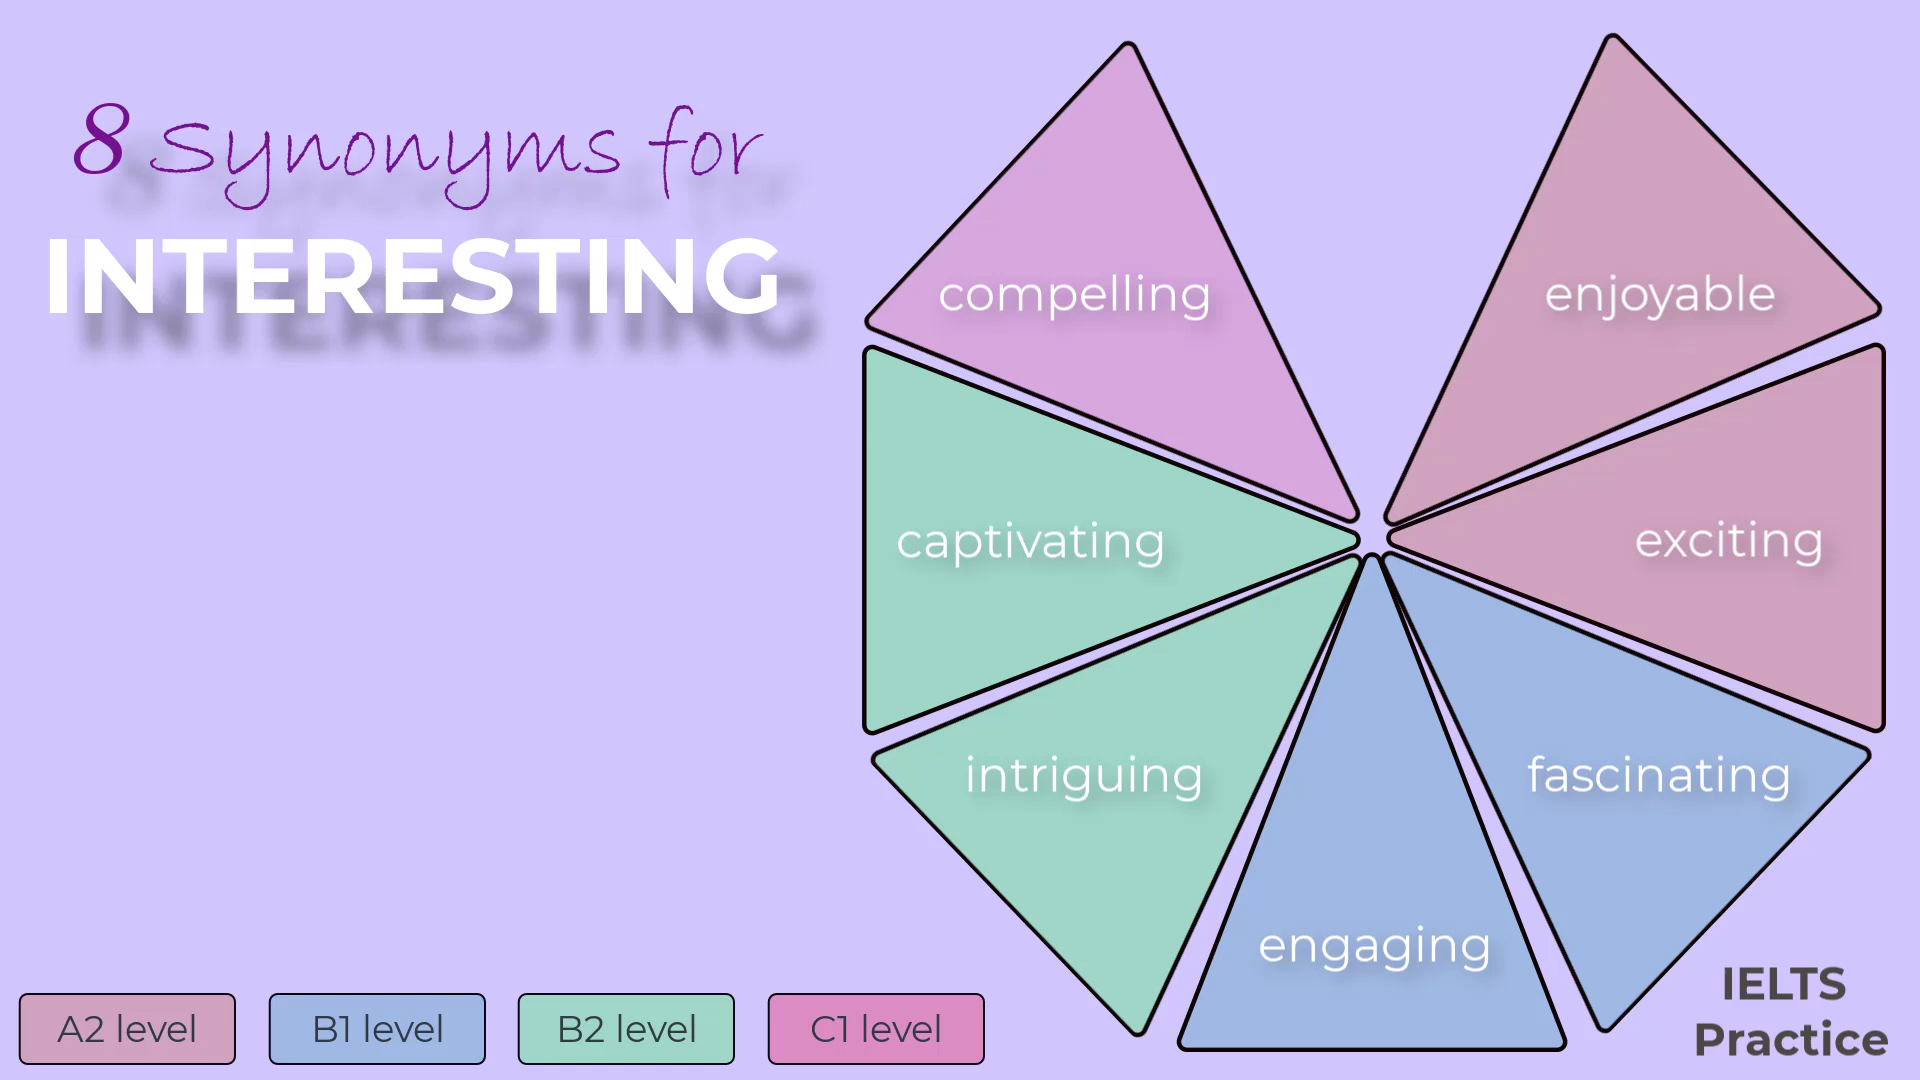 8 Synonyms for
INTERESTING
compelling
enjoyable
captivating
exciting
intriguing
fascinating
engaging
A2 level
B1 level
B2 level
C1 level
IELTS
Practice